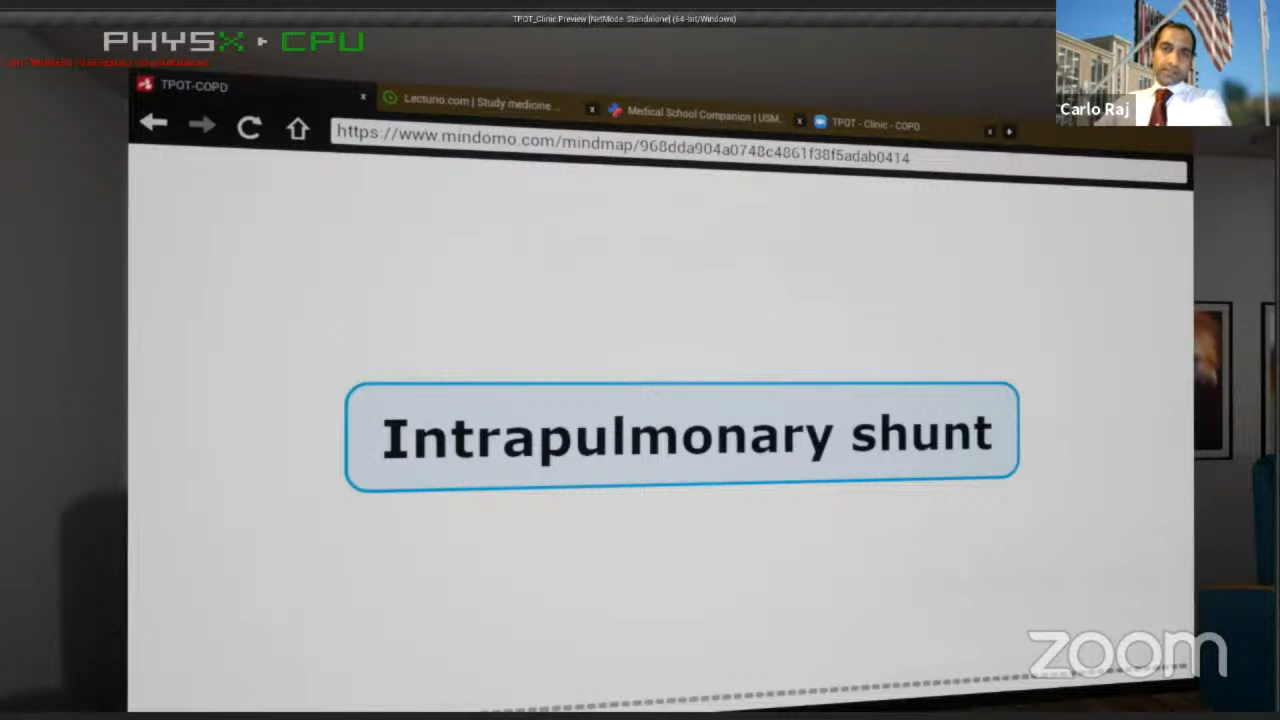 TPOT_Clinic Preview [NetMode: Standalone] (64-bit/Windows)
PHYSX ▸ CPU
Carlo Raj
TPOT-COPD x
Lecturio.com | Study medicine... x
Medical School Companion | USM... x
TPOT - Clinic - COPD x
https://www.mindomo.com/mindmap/968dda904a0748c4861f38f5adab0414
Intrapulmonary shunt
zoom